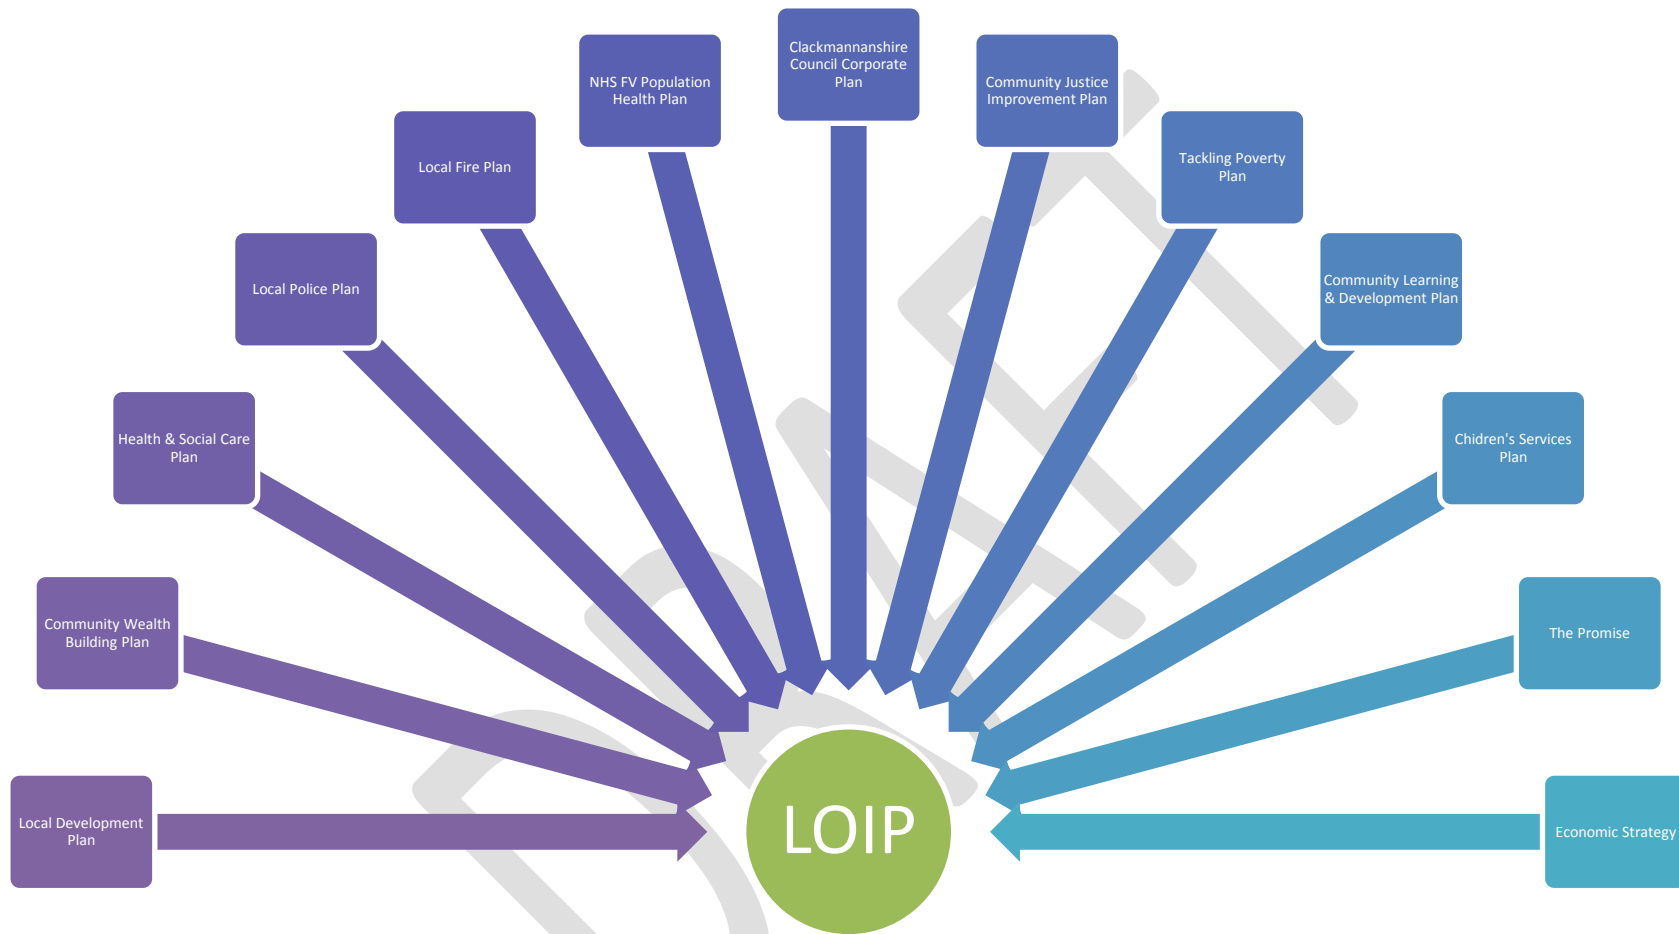 Clackmannanshire
Council Corporate
Plan
NHS FV Population
Health Plan
Community Justice
Improvement Plan
Local Fire Plan
Tackling Poverty
Plan
Local Police Plan
Community Learning
& Development Plan
Health & Social Care
Plan
Chidren's Services
Plan
Community Wealth
Building Plan
The Promise
Local Development
Plan
LOIP
Economic Strategy
DRAFT